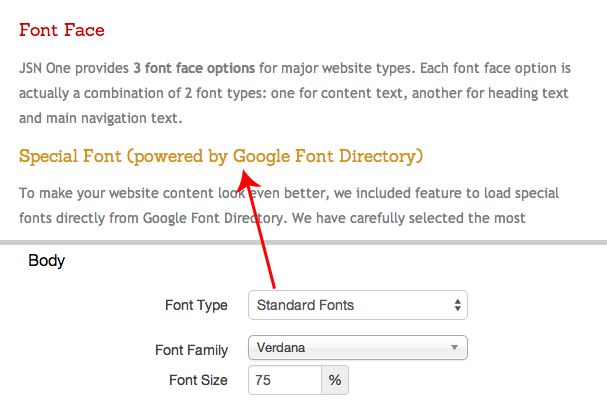 Font Face
JSN One provides 3 font face options for major website types. Each font face option is
actually a combination of 2 font types: one for content text, another for heading text
and main navigation text.
Special Font (powered by Google Font Directory)
To make your website content look even better, we included feature to load special
fonts directly from Google Font Directory. We have carefully selected the most
Body
Font Type Standard Fonts
Font Family Verdana
Font Size 75 %